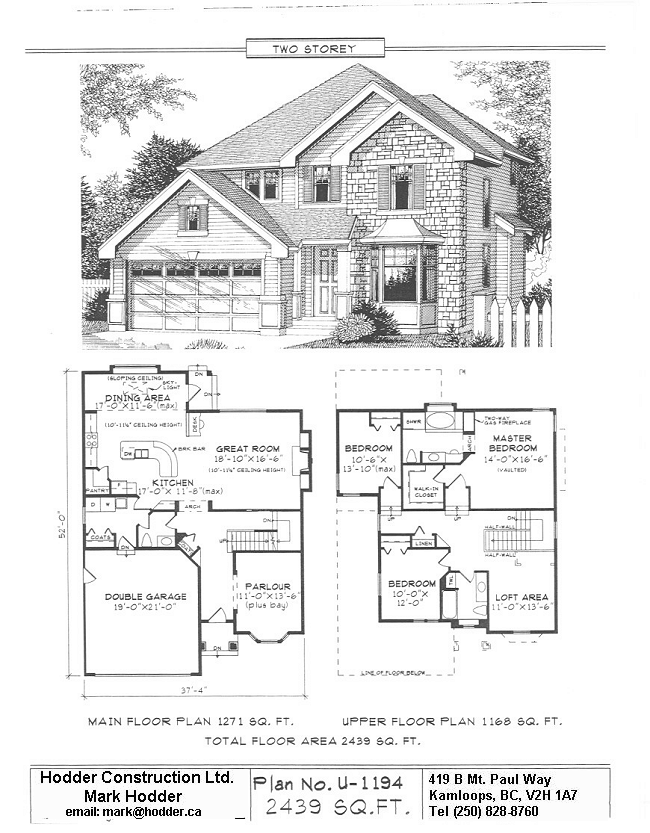 TWO STOREY
(SLOPING CEILING)
SKY-
LIGHT
DN
DINING AREA
17'-0"X11'-6"(max)
(10'-11¼" CEILING HEIGHT)
DESK
DW
BRK BAR
GREAT ROOM
18'-10"X16'-6"
(10'-11¼" CEILING HEIGHT)
KITCHEN
17'-0"X 11'-8"(max)
PANTRY
ARCH
D W
COATS
DN
UP
DN
52'-0"
DOUBLE GARAGE
19'-0"X21'-0"
PARLOUR
11'-0"X13'-6"
(plus bay)
DN
37'-4"
SHWR
TWO-WAY
GAS FIREPLACE
ARCH
BEDROOM
10'-6"X
13'-10"(max)
MASTER
BEDROOM
14'-0"X16'-6"
(VAULTED)
WALK-IN
CLOSET
UP
UP
DN
HALF-WALL
HALF-WALL
LINEN
BEDROOM
10'-0"X
12'-0"
LOFT AREA
11'-0"X13'-6"
LINE OF FLOOR BELOW
MAIN FLOOR PLAN 1271 SQ. FT.
UPPER FLOOR PLAN 1168 SQ. FT.
TOTAL FLOOR AREA 2439 SQ. FT.
Hodder Construction Ltd.
Mark Hodder
email: mark@hodder.ca
Plan No. U-1194
2439 SQ.FT.
419 B Mt. Paul Way
Kamloops, BC, V2H 1A7
Tel (250) 828-8760